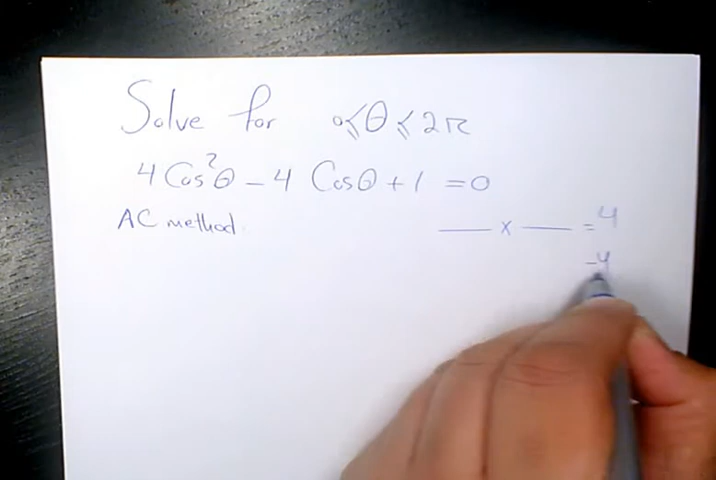 Solve for 0⩽θ⩽2π
4 Cos²θ – 4 Cosθ + 1 = 0
AC method
___ x ___ = 4
-4